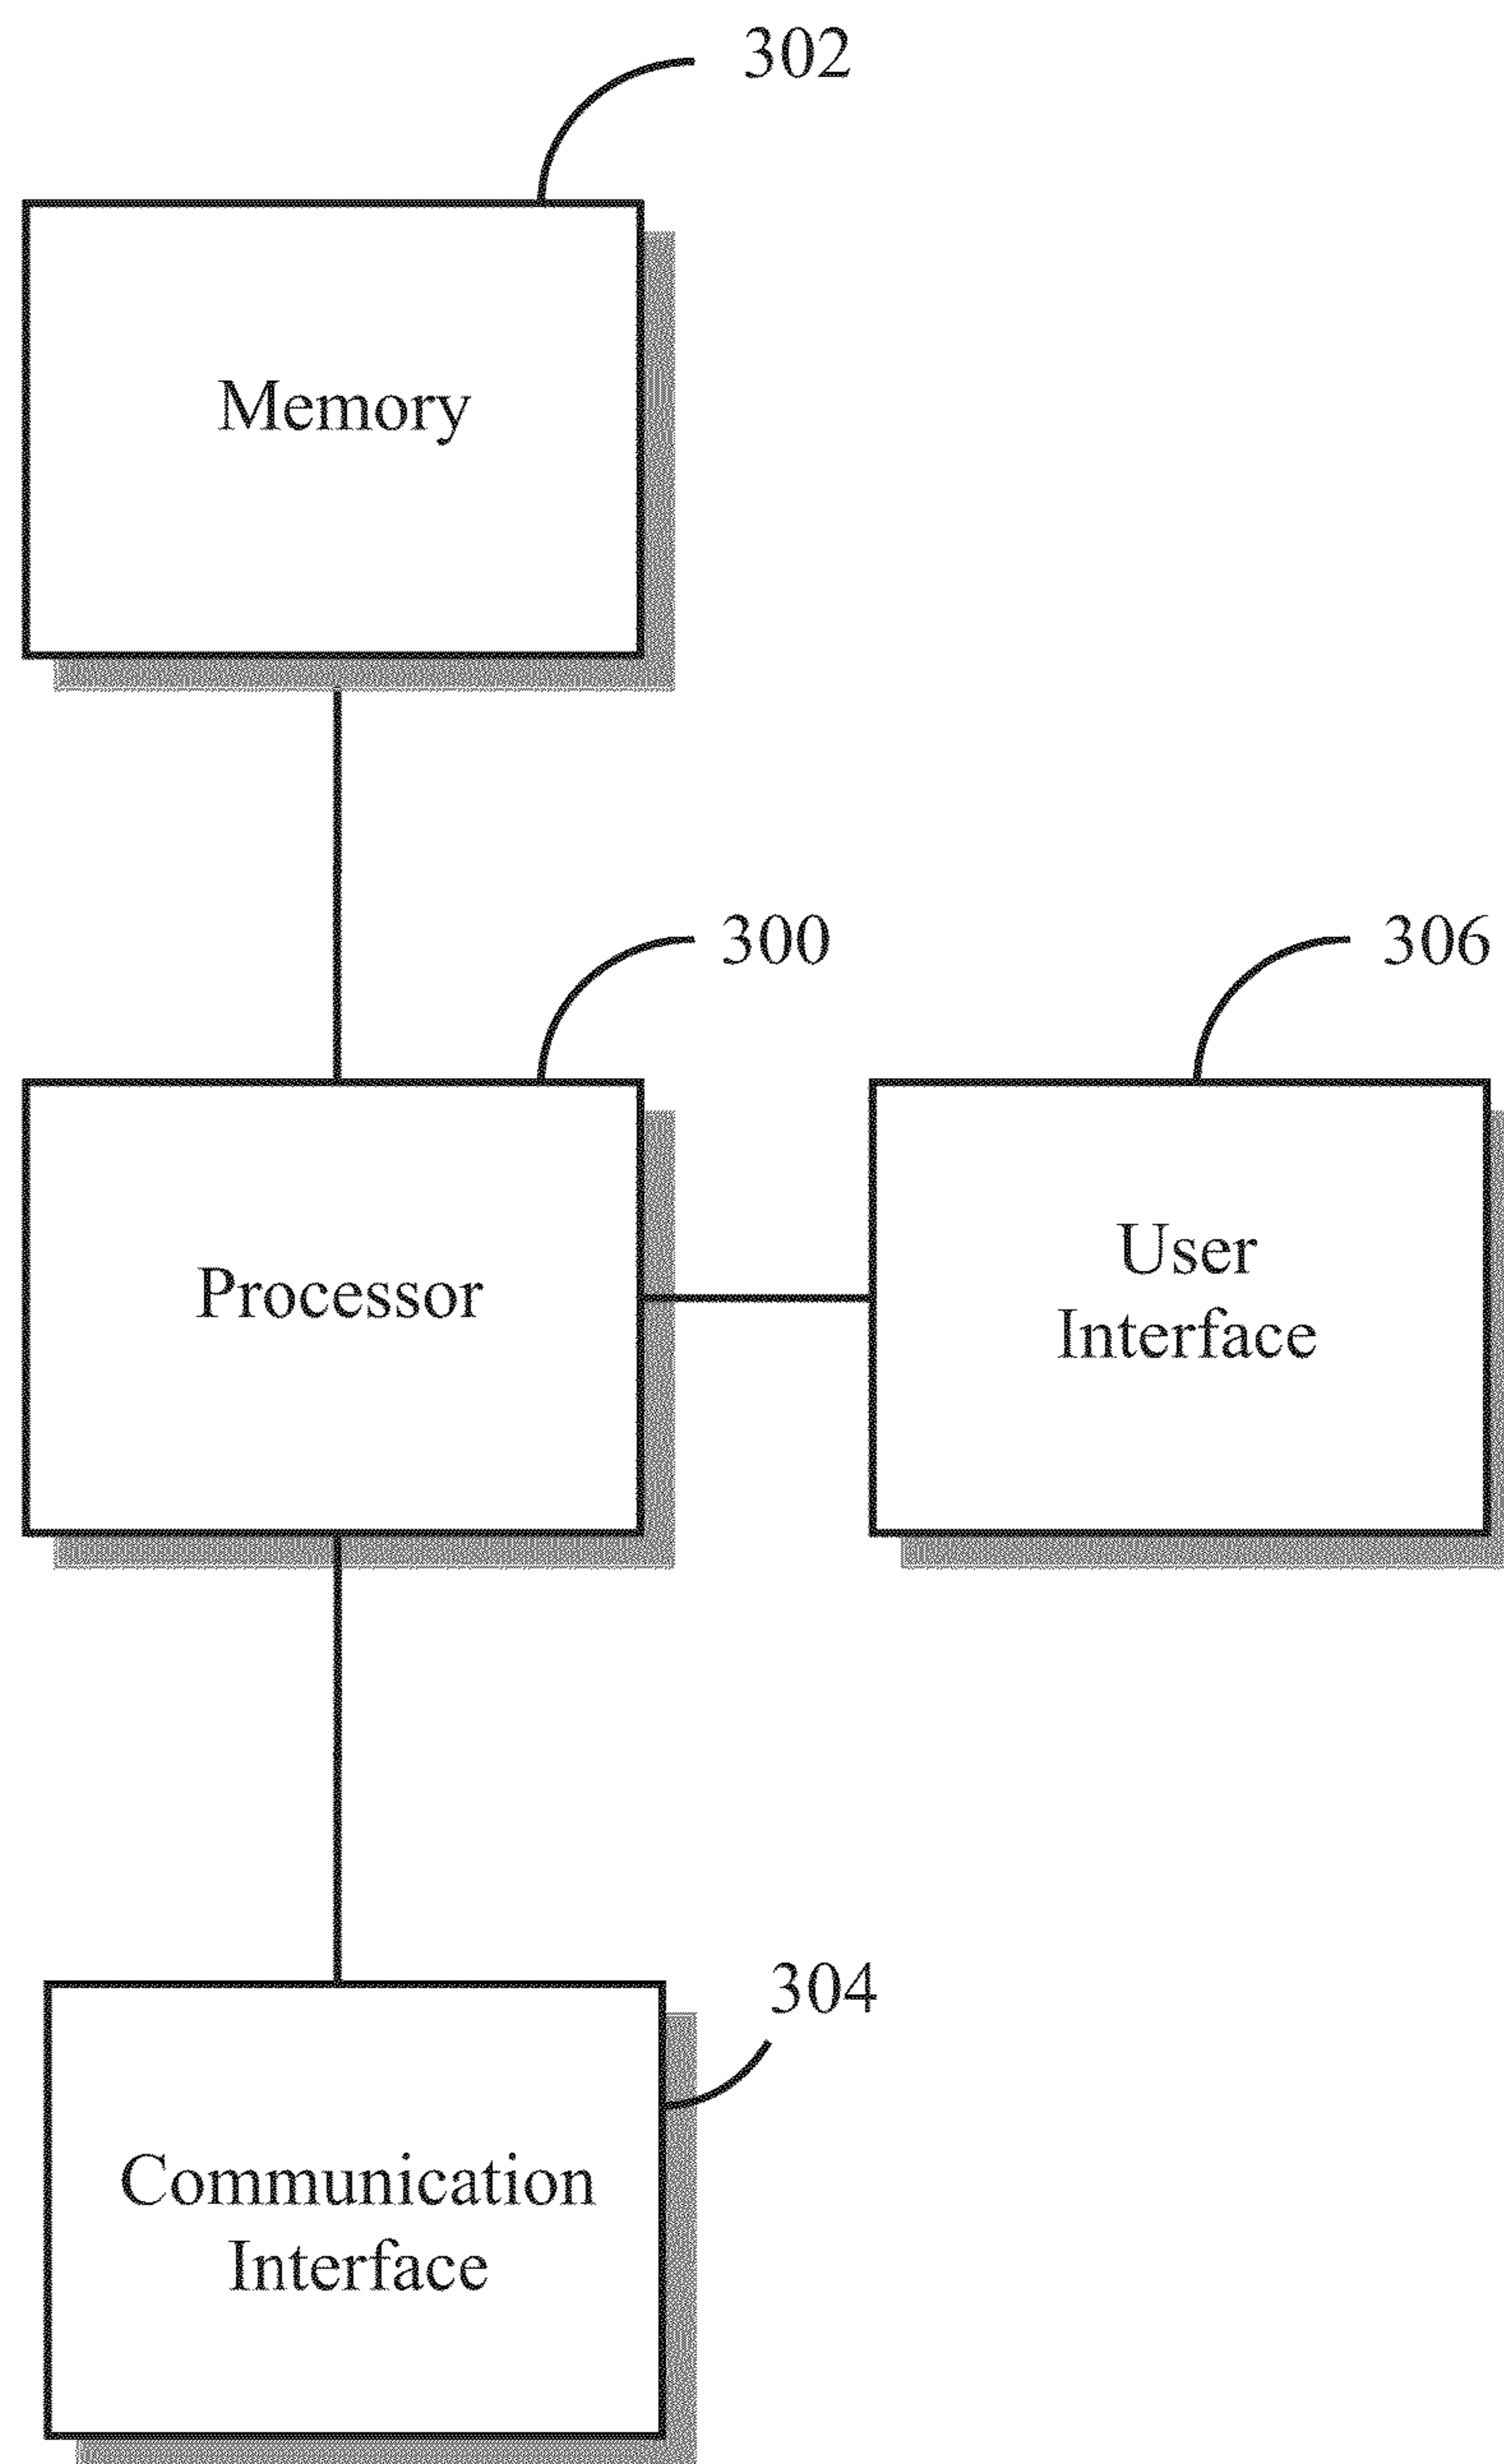 302
Memory
300
306
Processor
User
Interface
304
Communication
Interface